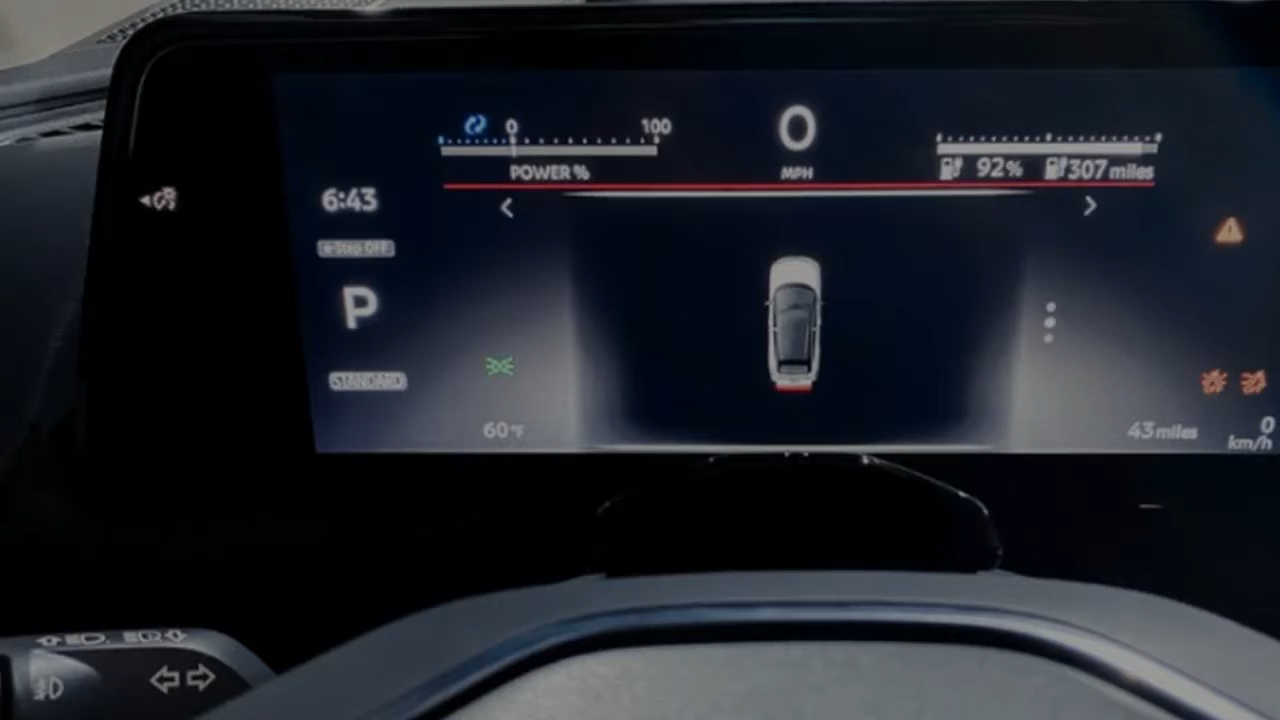 0 100
0
POWER %
MPH
92% 307 miles
6:43
e-Step OFF
P
STANDARD
60°F
43 miles
0
km/h